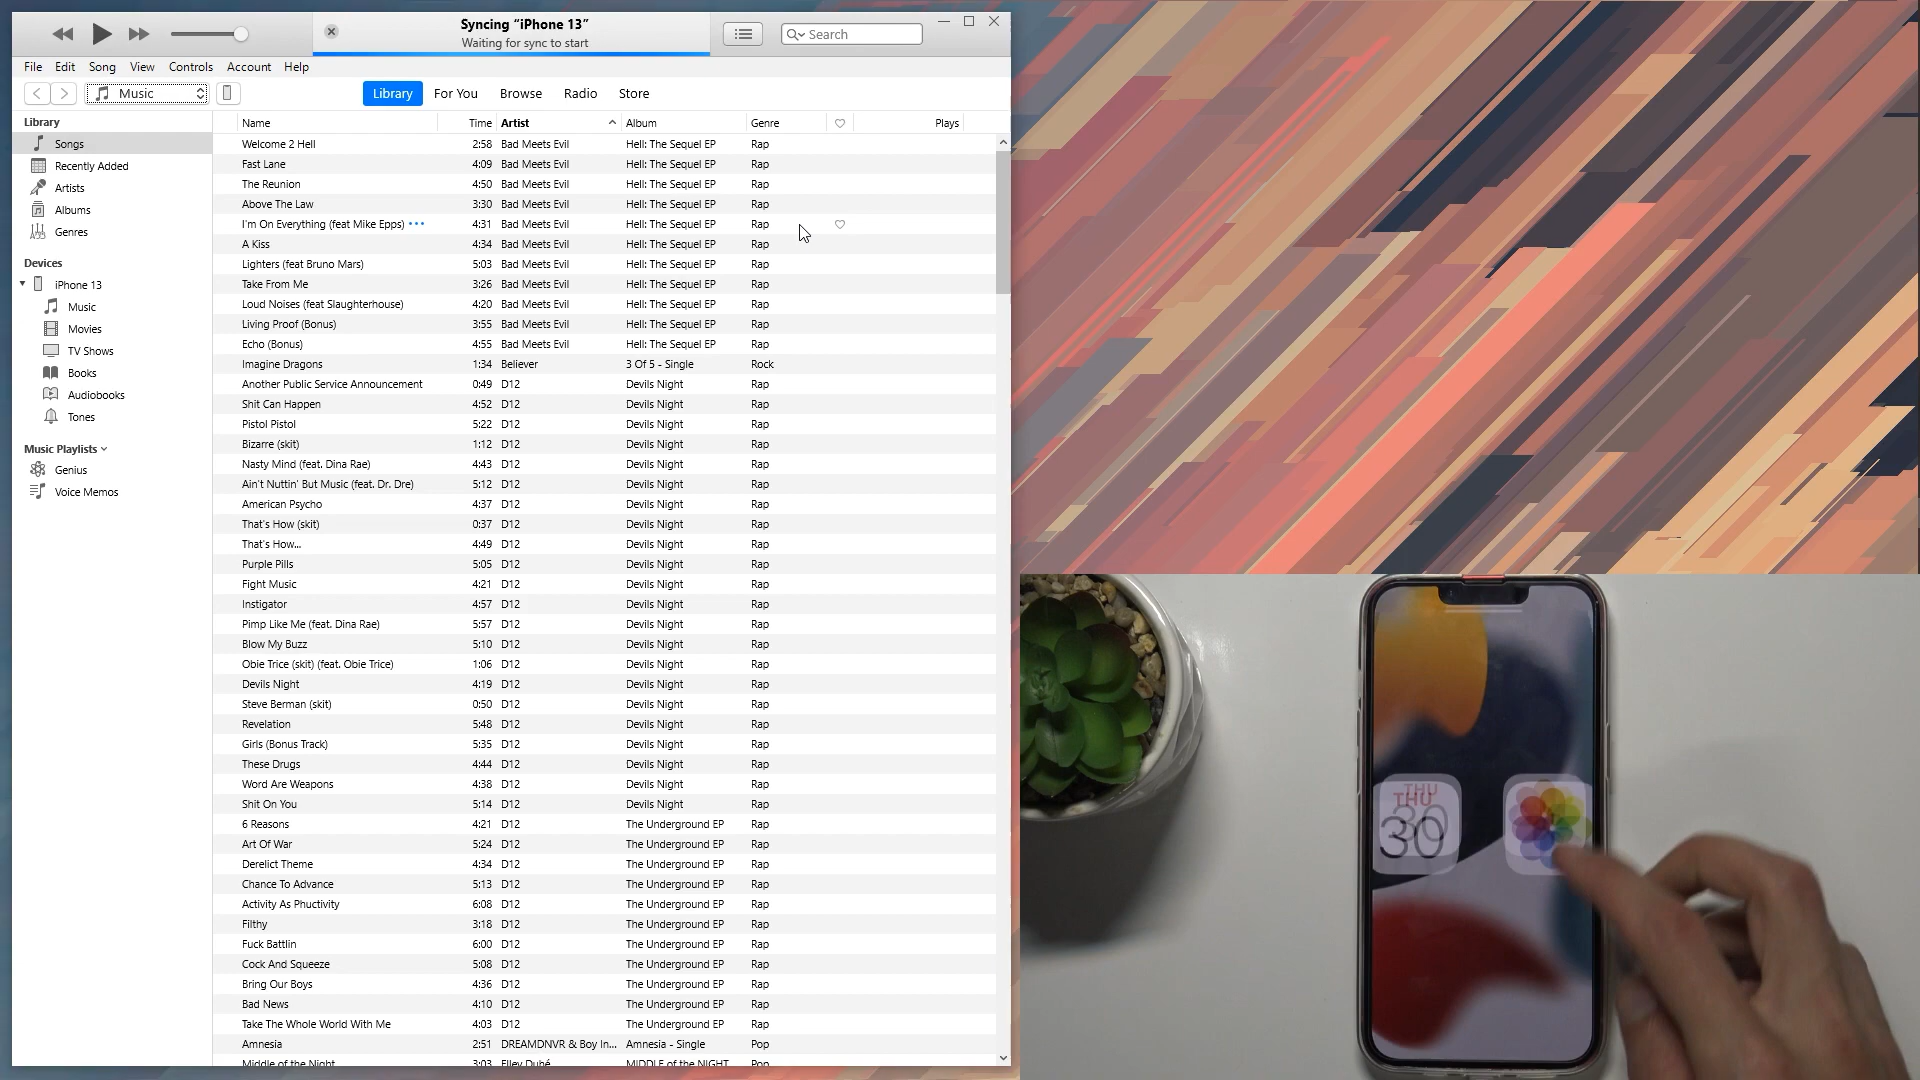 Syncing “iPhone 13”
Waiting for sync to start
Search
File Edit Song View Controls Account Help
Music
Library For You Browse Radio Store
Library
Songs
Recently Added
Artists
Albums
Genres
Devices
iPhone 13
Music
Movies
TV Shows
Books
Audiobooks
Tones
Music Playlists
Genius
Voice Memos
Name Time Artist Album Genre Plays
Welcome 2 Hell 2:58 Bad Meets Evil Hell: The Sequel EP Rap
Fast Lane 4:09 Bad Meets Evil Hell: The Sequel EP Rap
The Reunion 4:50 Bad Meets Evil Hell: The Sequel EP Rap
Above The Law 3:30 Bad Meets Evil Hell: The Sequel EP Rap
I'm On Everything (feat Mike Epps) ••• 4:31 Bad Meets Evil Hell: The Sequel EP Rap
A Kiss 4:34 Bad Meets Evil Hell: The Sequel EP Rap
Lighters (feat Bruno Mars) 5:03 Bad Meets Evil Hell: The Sequel EP Rap
Take From Me 3:26 Bad Meets Evil Hell: The Sequel EP Rap
Loud Noises (feat Slaughterhouse) 4:20 Bad Meets Evil Hell: The Sequel EP Rap
Living Proof (Bonus) 3:55 Bad Meets Evil Hell: The Sequel EP Rap
Echo (Bonus) 4:55 Bad Meets Evil Hell: The Sequel EP Rap
Imagine Dragons 1:34 Believer 3 Of 5 - Single Rock
Another Public Service Announcement 0:49 D12 Devils Night Rap
Shit Can Happen 4:52 D12 Devils Night Rap
Pistol Pistol 5:22 D12 Devils Night Rap
Bizarre (skit) 1:12 D12 Devils Night Rap
Nasty Mind (feat. Dina Rae) 4:43 D12 Devils Night Rap
Ain't Nuttin' But Music (feat. Dr. Dre) 5:12 D12 Devils Night Rap
American Psycho 4:37 D12 Devils Night Rap
That's How (skit) 0:37 D12 Devils Night Rap
That's How... 4:49 D12 Devils Night Rap
Purple Pills 5:05 D12 Devils Night Rap
Fight Music 4:21 D12 Devils Night Rap
Instigator 4:57 D12 Devils Night Rap
Pimp Like Me (feat. Dina Rae) 5:57 D12 Devils Night Rap
Blow My Buzz 5:10 D12 Devils Night Rap
Obie Trice (skit) (feat. Obie Trice) 1:06 D12 Devils Night Rap
Devils Night 4:19 D12 Devils Night Rap
Steve Berman (skit) 0:50 D12 Devils Night Rap
Revelation 5:48 D12 Devils Night Rap
Girls (Bonus Track) 5:35 D12 Devils Night Rap
These Drugs 4:44 D12 Devils Night Rap
Word Are Weapons 4:38 D12 Devils Night Rap
Shit On You 5:14 D12 Devils Night Rap
6 Reasons 4:21 D12 The Underground EP Rap
Art Of War 5:24 D12 The Underground EP Rap
Derelict Theme 4:34 D12 The Underground EP Rap
Chance To Advance 5:13 D12 The Underground EP Rap
Activity As Phuctivity 6:08 D12 The Underground EP Rap
Filthy 3:18 D12 The Underground EP Rap
Fuck Battlin 6:00 D12 The Underground EP Rap
Cock And Squeeze 5:08 D12 The Underground EP Rap
Bring Our Boys 4:36 D12 The Underground EP Rap
Bad News 4:10 D12 The Underground EP Rap
Take The Whole World With Me 4:03 D12 The Underground EP Rap
Amnesia 2:51 DREAMDNVR & Boy In... Amnesia - Single Pop
Middle of the Night 3:03 Elley Duhé MIDDLE of the NIGHT Pop
THU
30